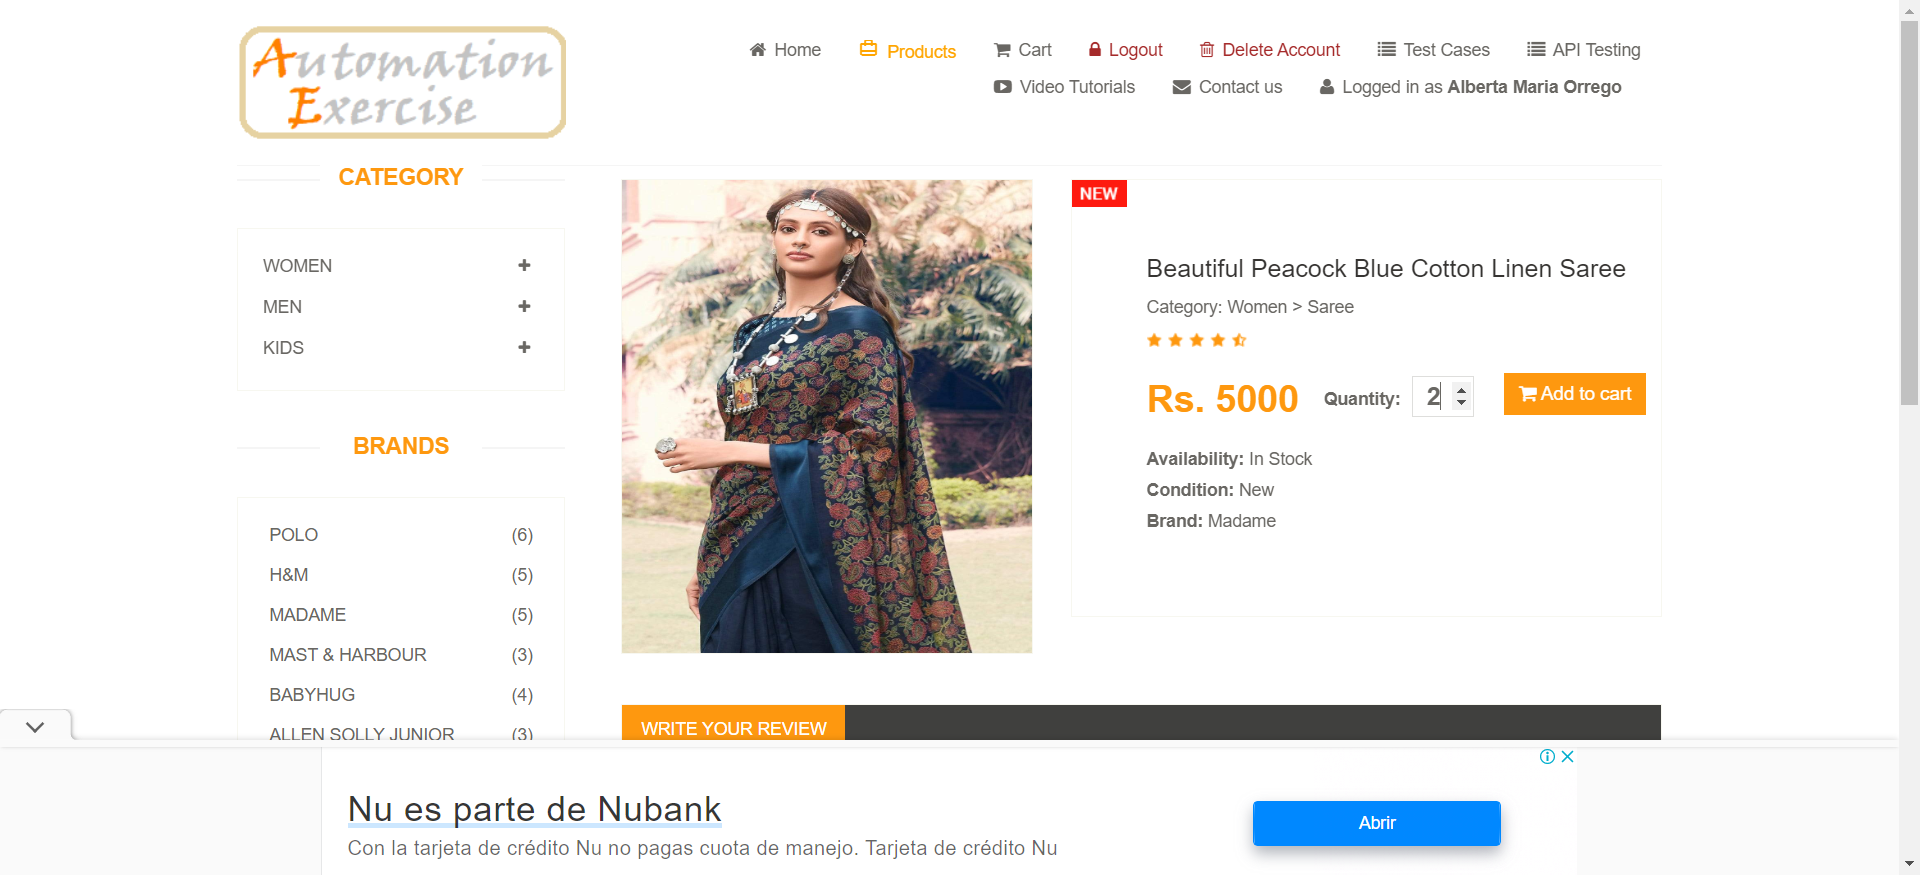 Automation
Exercise
Home
Products
Cart
Logout
Delete Account
Test Cases
API Testing
Video Tutorials
Contact us
Logged in as Alberta Maria Orrego
CATEGORY
WOMEN
MEN
KIDS
BRANDS
POLO (6)
H&M (5)
MADAME (5)
MAST & HARBOUR (3)
BABYHUG (4)
ALLEN SOLLY JUNIOR (3)
NEW
Beautiful Peacock Blue Cotton Linen Saree
Category: Women > Saree
Rs. 5000 Quantity: 2 Add to cart
Availability: In Stock
Condition: New
Brand: Madame
WRITE YOUR REVIEW
Nu es parte de Nubank
Con la tarjeta de crédito Nu no pagas cuota de manejo. Tarjeta de crédito Nu
Abrir